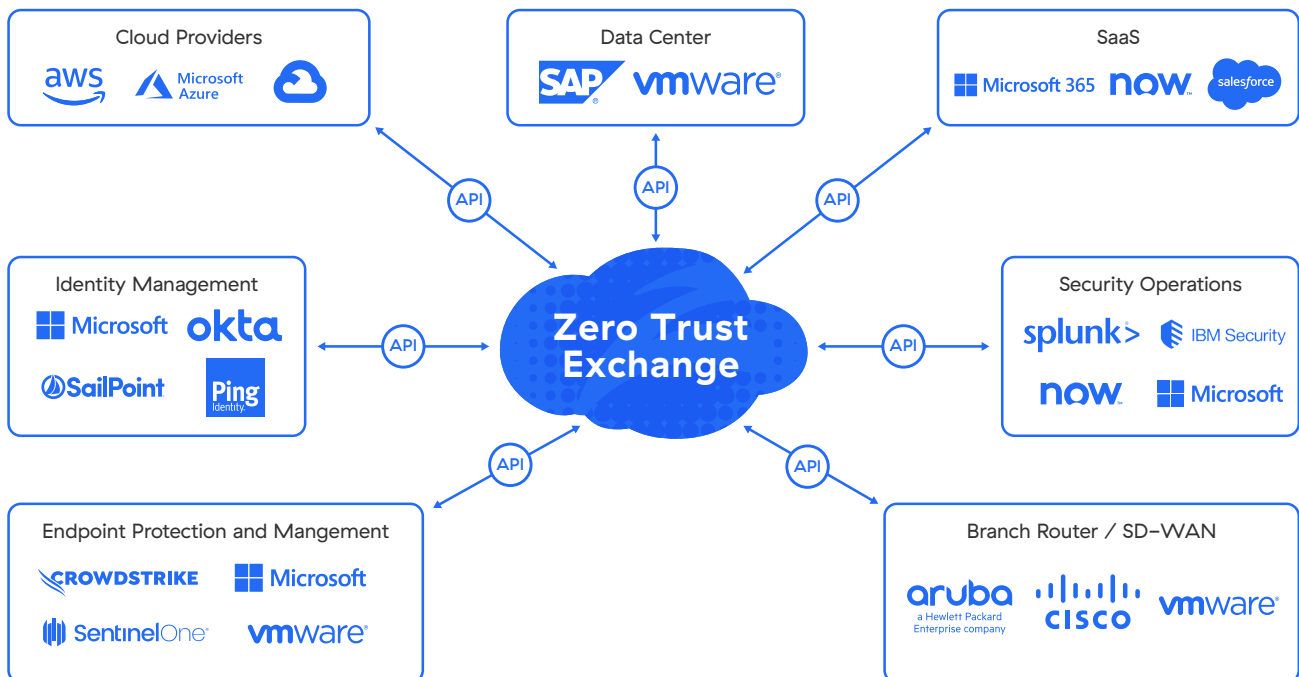 Cloud Providers
aws
Microsoft
Azure
Data Center
SAP®
vmware®
SaaS
Microsoft 365
now™
salesforce
API
API
API
Identity Management
Microsoft
okta
SailPoint
Ping
Identity.
API
Zero Trust
Exchange
API
Security Operations
splunk>
IBM Security
now™
Microsoft
API
API
Endpoint Protection and Mangement
CROWDSTRIKE
Microsoft
SentinelOne®
vmware®
Branch Router / SD-WAN
aruba
a Hewlett Packard
Enterprise company
cisco
vmware®